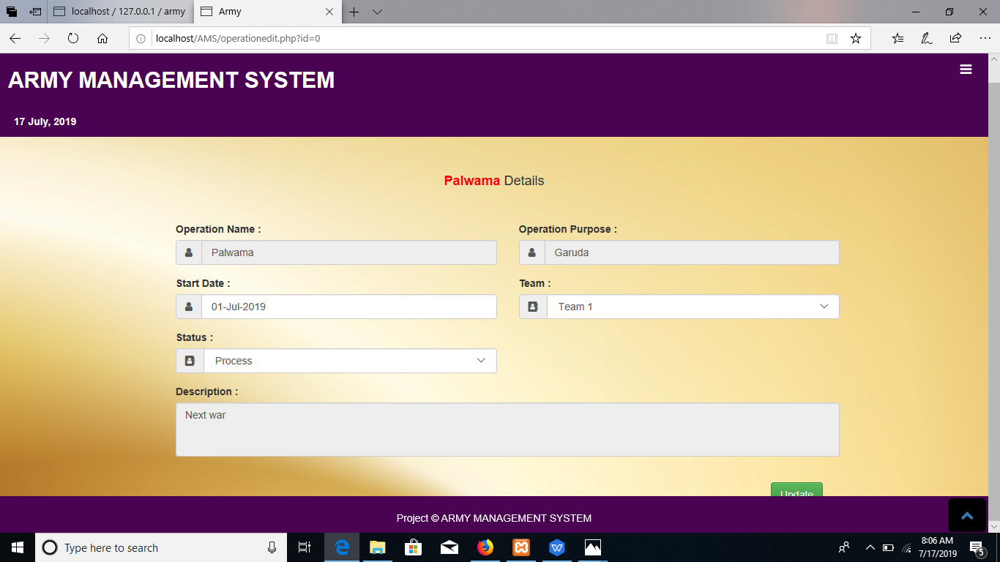 localhost / 127.0.0.1 / army
Army
localhost/AMS/operationedit.php?id=0
ARMY MANAGEMENT SYSTEM
17 July, 2019
Palwama Details
Operation Name :
Operation Purpose :
Palwama
Garuda
Start Date :
Team :
01-Jul-2019
Team 1
Status :
Process
Description :
Next war
Update
Project © ARMY MANAGEMENT SYSTEM
Type here to search
8:06 AM
7/17/2019
5